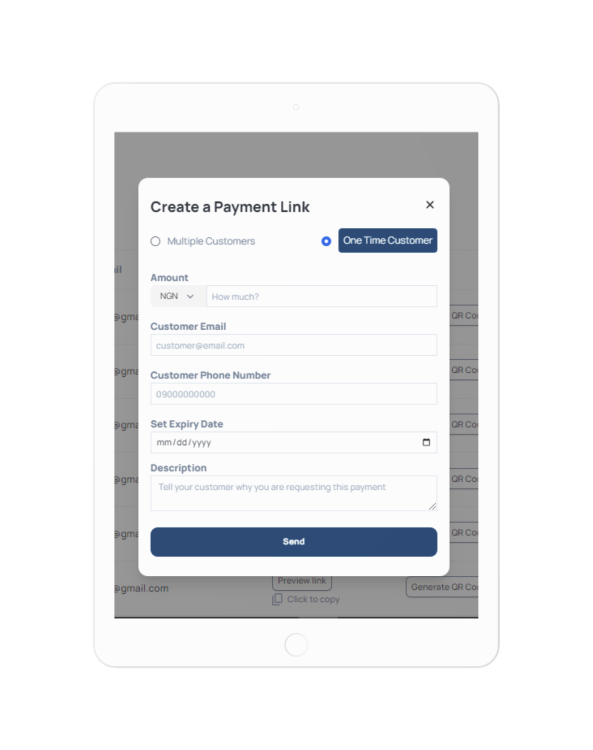 Create a Payment Link
Multiple Customers
One Time Customer
ail
Amount
NGN
How much?
@gma
QR Co
Customer Email
customer@email.com
@gma
QR Co
Customer Phone Number
09000000000
Set Expiry Date
@gma
QR Co
mm/dd/yyyy
Description
@gma
QR Co
Tell your customer why you are requesting this payment
@gma
QR Co
Send
@gmail.com
Preview link
Generate QR Co
Click to copy